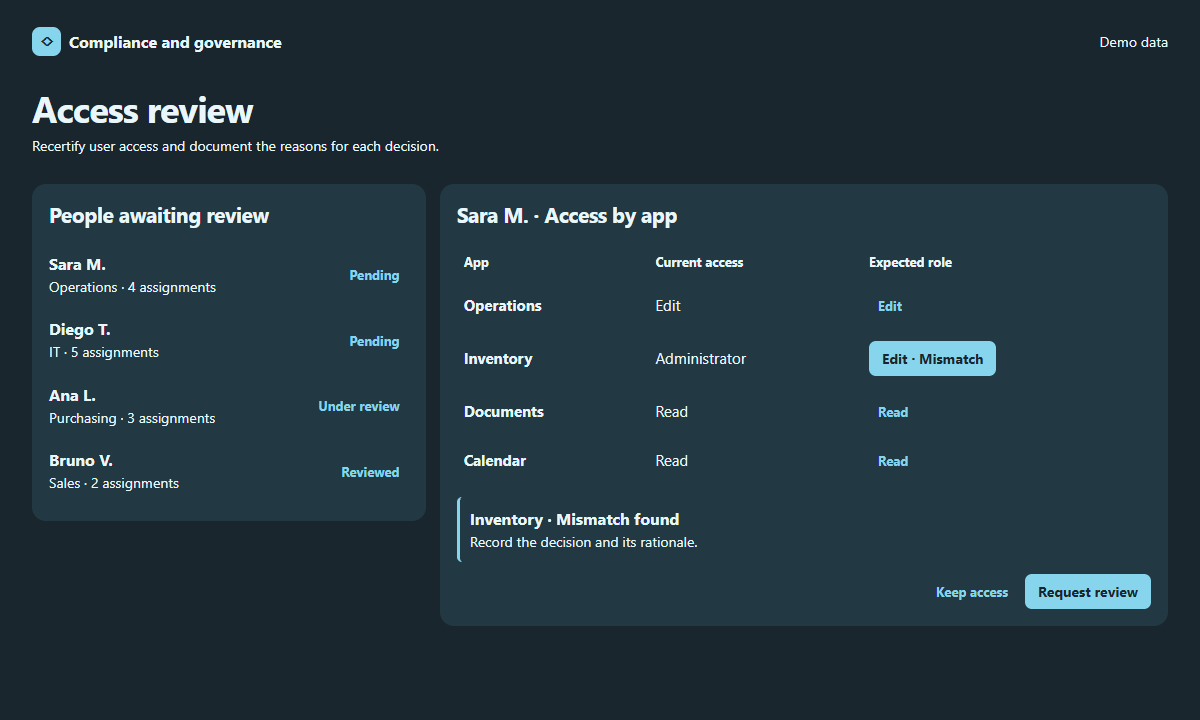 Compliance and governance
Demo data
Access review
Recertify user access and document the reasons for each decision.
People awaiting review
Sara M.
Operations · 4 assignments
Pending
Diego T.
IT · 5 assignments
Pending
Ana L.
Purchasing · 3 assignments
Under review
Bruno V.
Sales · 2 assignments
Reviewed
Sara M. · Access by app
App Current access Expected role
Operations Edit Edit
Inventory Administrator Edit · Mismatch
Documents Read Read
Calendar Read Read
Inventory · Mismatch found
Record the decision and its rationale.
Keep access Request review